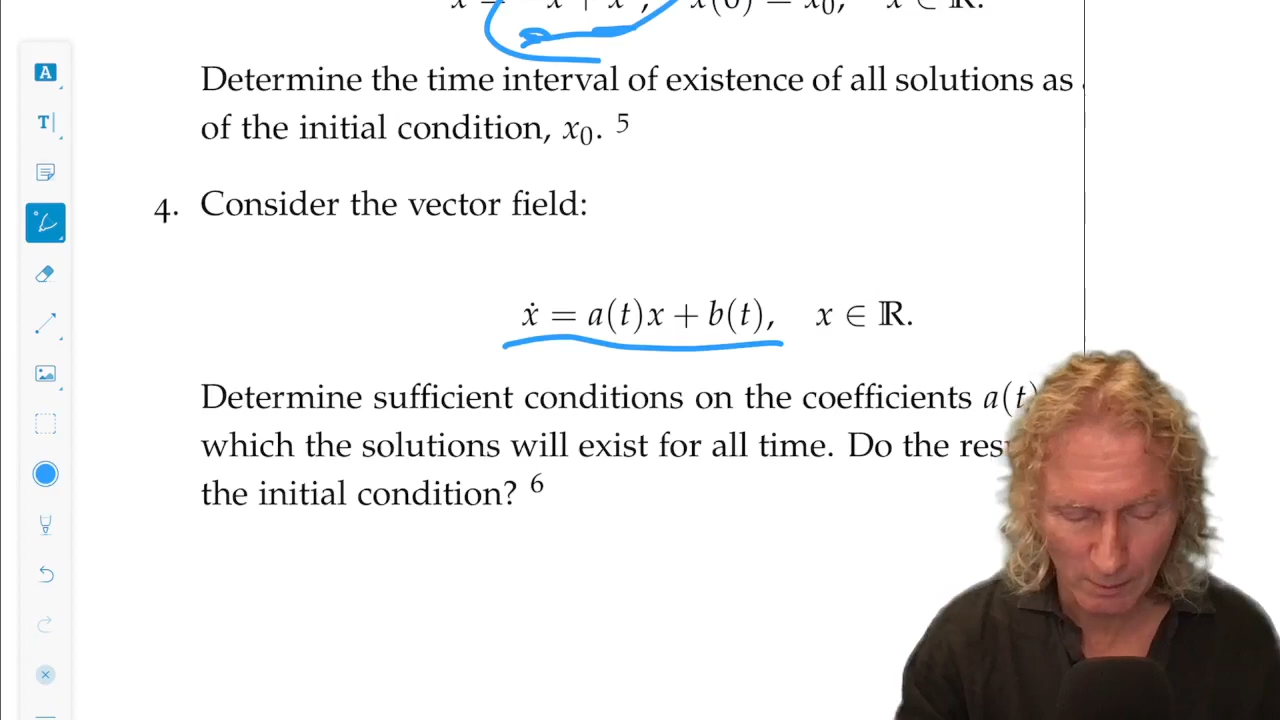 x(0) = x₀, x ∈ ℝ.
Determine the time interval of existence of all solutions as
of the initial condition, x₀. 5
4. Consider the vector field:
ẋ = a(t)x + b(t), x ∈ ℝ.
Determine sufficient conditions on the coefficients a(t)
which the solutions will exist for all time. Do the
the initial condition? 6
A
T|